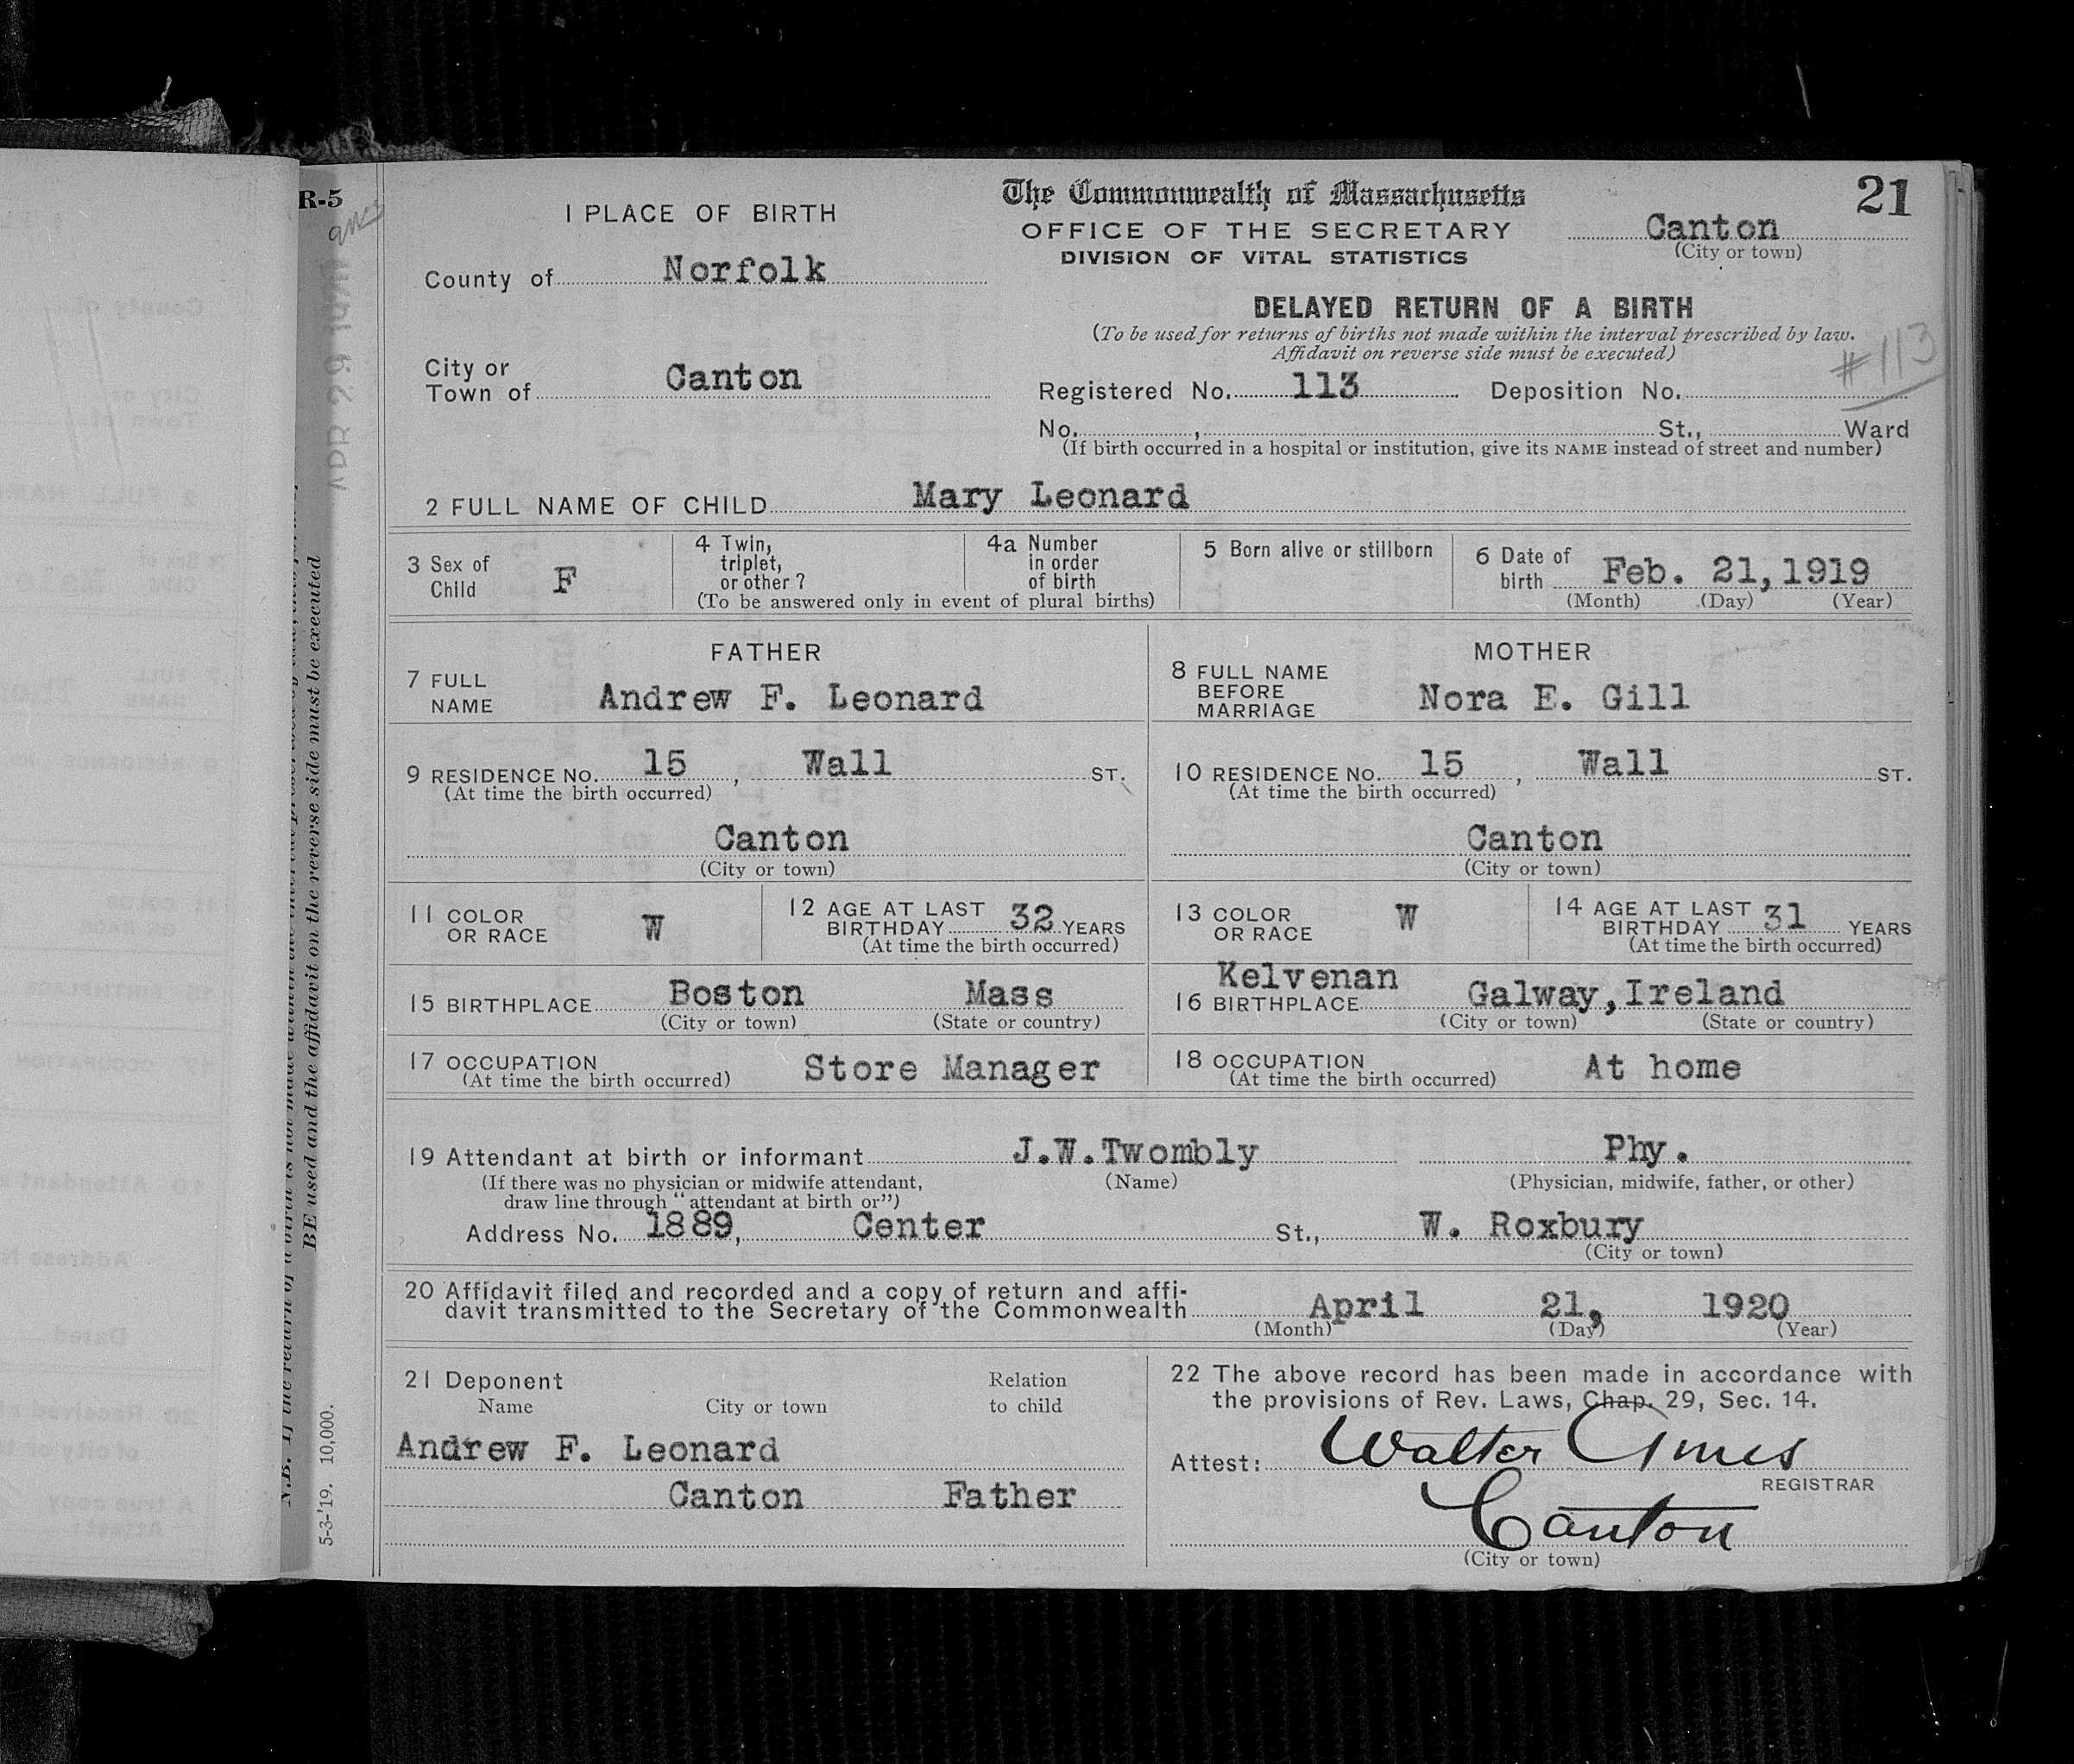 R-5
21
1 PLACE OF BIRTH
The Commonwealth of Massachusetts
OFFICE OF THE SECRETARY
DIVISION OF VITAL STATISTICS
Canton
(City or town)
County of Norfolk
City or
Town of Canton
DELAYED RETURN OF A BIRTH
(To be used for returns of births not made within the interval prescribed by law.
Affidavit on reverse side must be executed)
#113
Registered No. 113 Deposition No.
No. , St., Ward
(If birth occurred in a hospital or institution, give its NAME instead of street and number)
2 FULL NAME OF CHILD Mary Leonard
3 Sex of
Child F
4 Twin,
triplet,
or other ?
4a Number
in order
of birth
(To be answered only in event of plural births)
5 Born alive or stillborn
6 Date of
birth Feb. 21, 1919
(Month) (Day) (Year)
FATHER
7 FULL
NAME Andrew F. Leonard
MOTHER
8 FULL NAME
BEFORE
MARRIAGE Nora E. Gill
9 RESIDENCE NO. 15 , Wall ST.
(At time the birth occurred)
Canton
(City or town)
10 RESIDENCE NO. 15 , Wall ST.
(At time the birth occurred)
Canton
(City or town)
11 COLOR
OR RACE W
12 AGE AT LAST
BIRTHDAY 32 YEARS
(At time the birth occurred)
13 COLOR
OR RACE W
14 AGE AT LAST
BIRTHDAY 31 YEARS
(At time the birth occurred)
15 BIRTHPLACE Boston Mass
(City or town) (State or country)
Kelvenan
16 BIRTHPLACE Galway, Ireland
(City or town) (State or country)
17 OCCUPATION Store Manager
(At time the birth occurred)
18 OCCUPATION At home
(At time the birth occurred)
19 Attendant at birth or informant J.W.Twombly Phy.
(If there was no physician or midwife attendant, (Name) (Physician, midwife, father, or other)
draw line through "attendant at birth or")
Address No. 1889, Center St., W. Roxbury
(City or town)
20 Affidavit filed and recorded and a copy of return and affi-
davit transmitted to the Secretary of the Commonwealth April 21, 1920
(Month) (Day) (Year)
21 Deponent Relation
Name City or town to child
Andrew F. Leonard
Canton Father
22 The above record has been made in accordance with
the provisions of Rev. Laws, Chap. 29, Sec. 14.
Attest: Walter Ames
REGISTRAR
Canton
(City or town)
BE used and the affidavit on the reverse side must be executed
5-3-'19. 10,000.